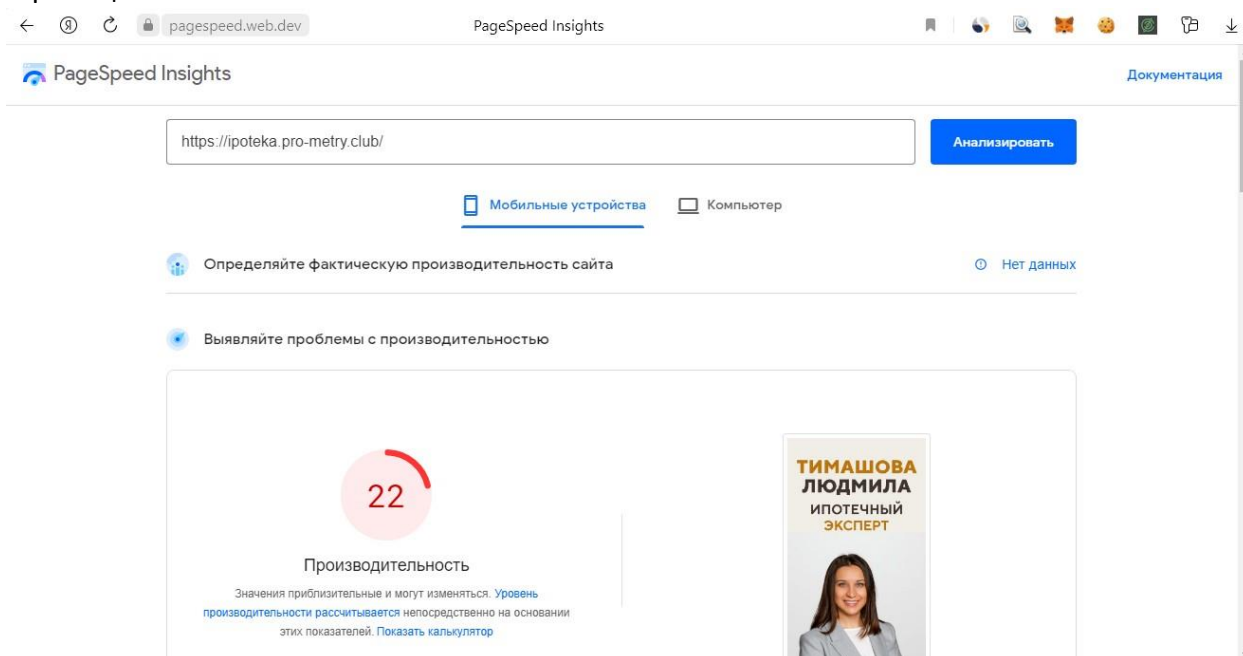 pagespeed.web.dev
PageSpeed Insights
PageSpeed Insights
Документация
https://ipoteka.pro-metry.club/
Анализировать
Мобильные устройства
Компьютер
Определяйте фактическую производительность сайта
Нет данных
Выявляйте проблемы с производительностью
22
Производительность
Значения приблизительные и могут изменяться. Уровень
производительности рассчитывается непосредственно на основании
этих показателей. Показать калькулятор
ТИМАШОВА
ЛЮДМИЛА
ИПОТЕЧНЫЙ
ЭКСПЕРТ